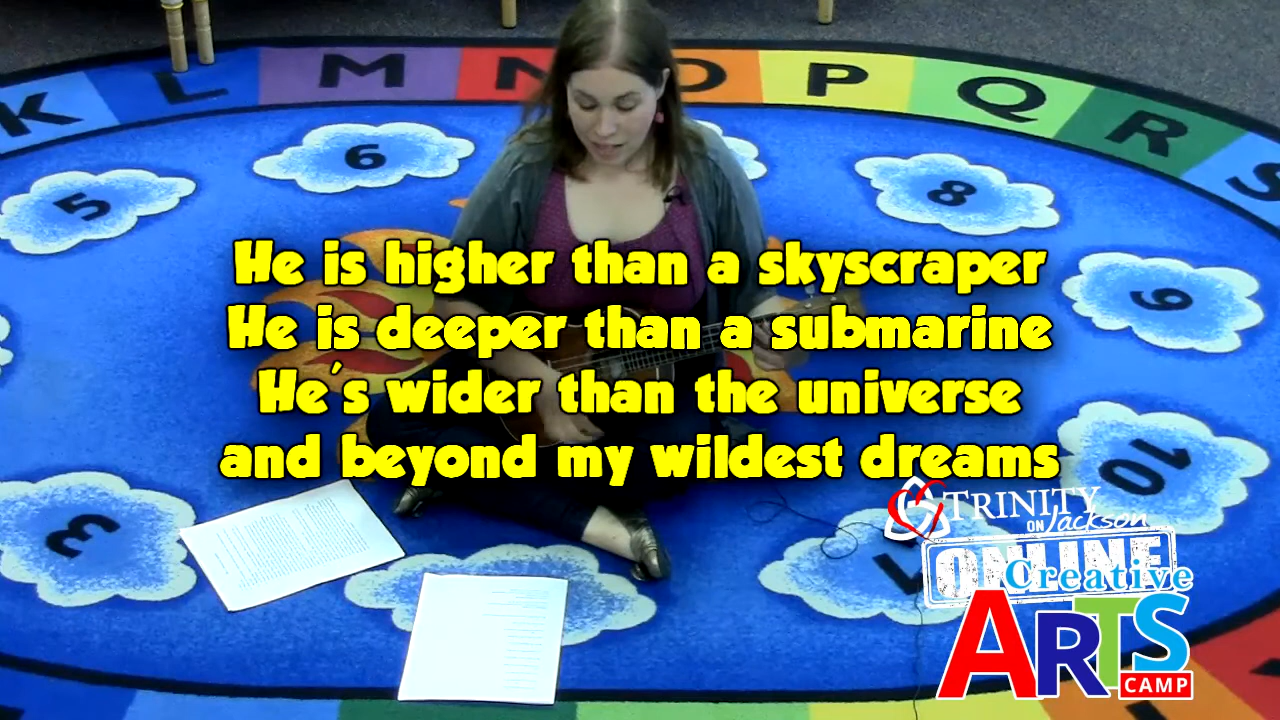 K L M N O P Q R S
5 6 8 9
He is higher than a skyscraper
He is deeper than a submarine
He's wider than the universe
and beyond my wildest dreams
3 10
TRINITY
ON Jackson
ONLINE
Creative
ARTS
CAMP